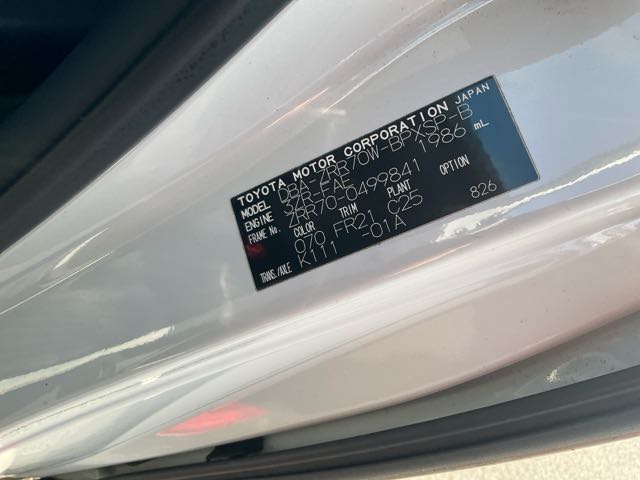 TOYOTA MOTOR CORPORATION JAPAN
MODEL DBA-ZRR70W-BPXSP-B
ENGINE 3ZR-FAE 1986 mL
FRAME No. ZRR70-0499841
COLOR TRIM PLANT OPTION
070 FR21 C25 826
TRANS./AXLE K111 -01A